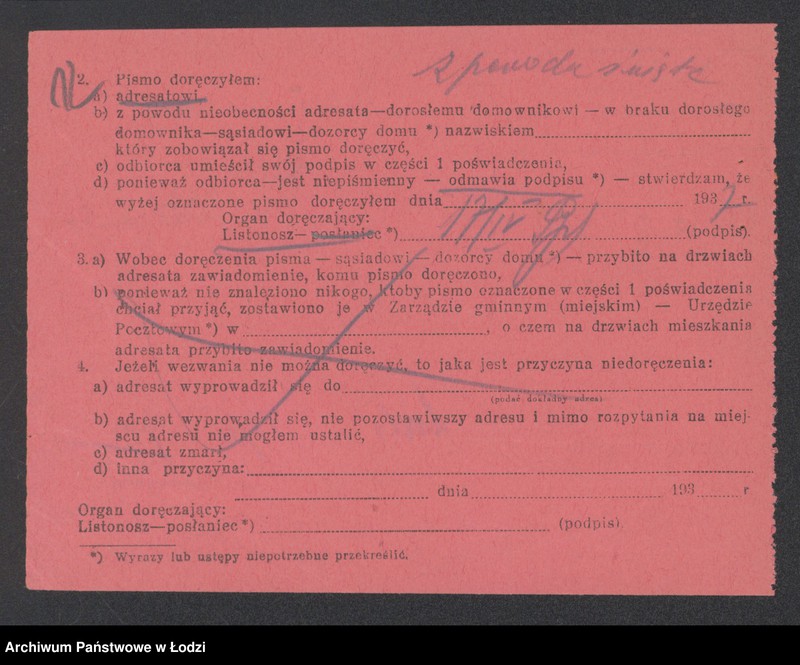 z powodu święta
2. Pismo doręczyłem:
a) adresatowi
b) z powodu nieobecności adresata—dorosłemu domownikowi — w braku dorosłego
domownika—sąsiadowi—dozorcy domu *) nazwiskiem
który zobowiązał się pismo doręczyć,
c) odbiorca umieścił swój podpis w części 1 poświadczenia,
d) ponieważ odbiorca—jest niepiśmienny — odmawia podpisu *) — stwierdzam, że
wyżej oznaczone pismo doręczyłem dnia 17/IV 1937 r.
Organ doręczający:
Listonosz—posłaniec *) (podpis).
3. a) Wobec doręczenia pisma — sąsiadowi — dozorcy domu *) — przybito na drzwiach
adresata zawiadomienie, komu pismo doręczono,
b) ponieważ nie znaleziono nikogo, ktoby pismo oznaczone w części 1 poświadczenia
chciał przyjąć, zostawiono je w Zarządzie gminnym (miejskim) — Urzędzie
Pocztowym *) w , o czem na drzwiach mieszkania
adresata przybito zawiadomienie.
4. Jeżeli wezwania nie można doręczyć, to jaka jest przyczyna niedoręczenia:
a) adresat wyprowadził się do
(podać dokładny adres)
b) adresat wyprowadził się, nie pozostawiwszy adresu i mimo rozpytania na miej-
scu adresu nie mogłem ustalić,
c) adresat zmarł,
d) inna przyczyna:
dnia 193 r
Organ doręczający:
Listonosz—posłaniec *) (podpis)
*) Wyrazy lub ustępy niepotrzebne przekreślić.
Archiwum Państwowe w Łodzi